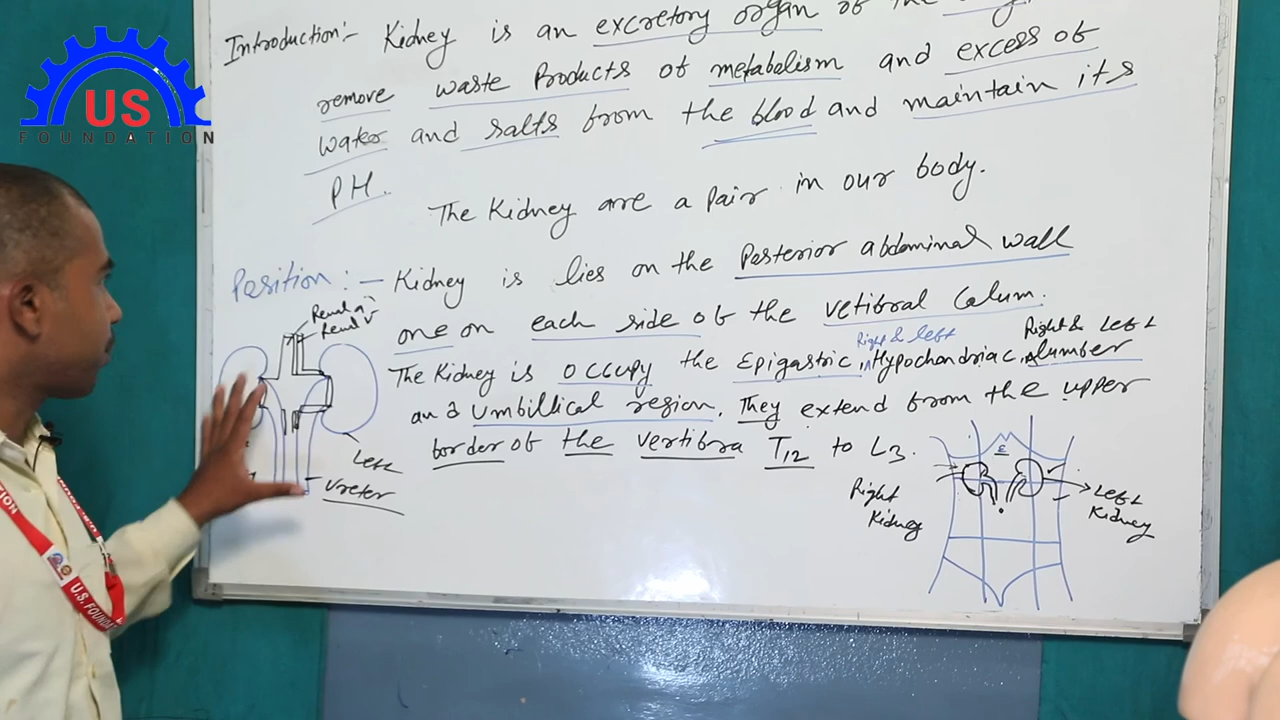 US
FOUNDATION
Introduction:- Kidney is an excretory organ of the
remove waste Products of metabolism and excess of
water and salts from the blood and maintain its
PH.
The Kidney are a Pair in our body.
Position:- Kidney is lies on the Posterior abdominal wall
one on each side of the vetibral Calum.
Right & left
Right & Left
The Kidney is occupy the Epigastric, Hypochondriac, lumber
and umbillical region. They extend from the upper
border of the vertibra T12 to L3.
Renal a
Renal v
Left
Ureter
E
Right
Kidney
Left
Kidney
U.S. FOUND